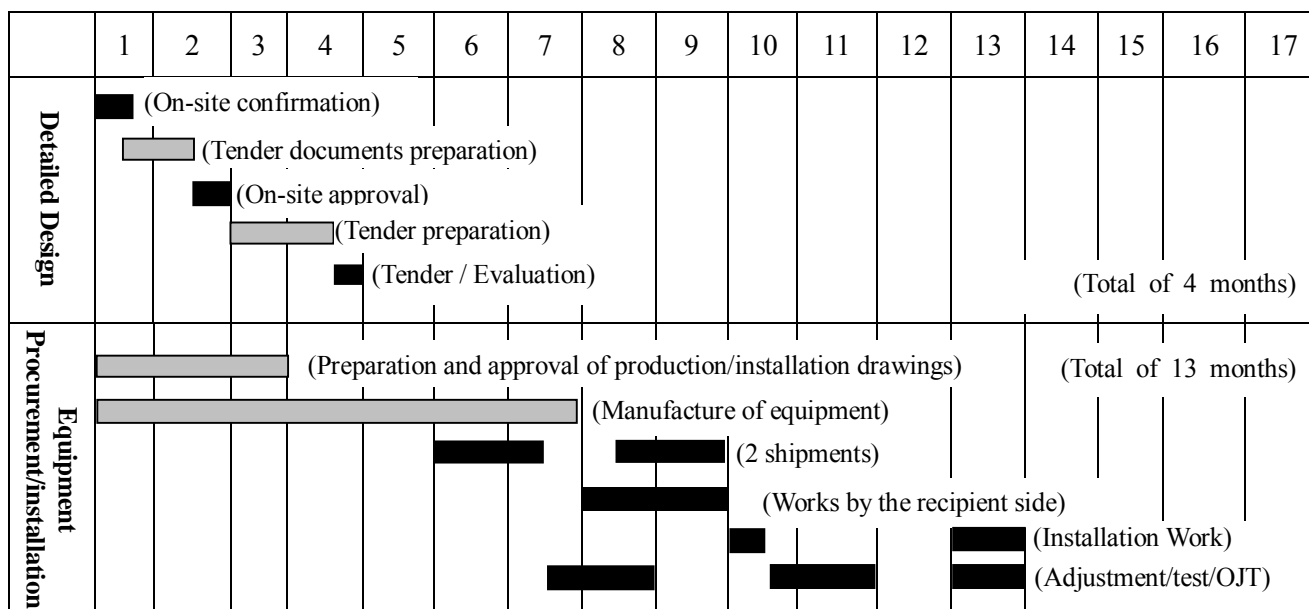 1 2 3 4 5 6 7 8 9 10 11 12 13 14 15 16 17
Detailed Design
(On-site confirmation)
(Tender documents preparation)
(On-site approval)
(Tender preparation)
(Tender / Evaluation)
(Total of 4 months)
Equipment
Procurement/installation
(Preparation and approval of production/installation drawings)
(Total of 13 months)
(Manufacture of equipment)
(2 shipments)
(Works by the recipient side)
(Installation Work)
(Adjustment/test/OJT)